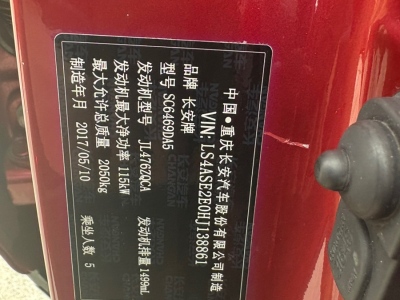 中国•重庆长安汽车股份有限公司制造
VIN: LS4ASE2E0HJ138861
品牌 长安牌
型号 SC6469DA5
发动机型号 JL476ZQCA 发动机排量 1499mL
发动机最大净功率 115kW
最大允许总质量 2050kg
制造年月 2017/05/10 乘坐人数 5